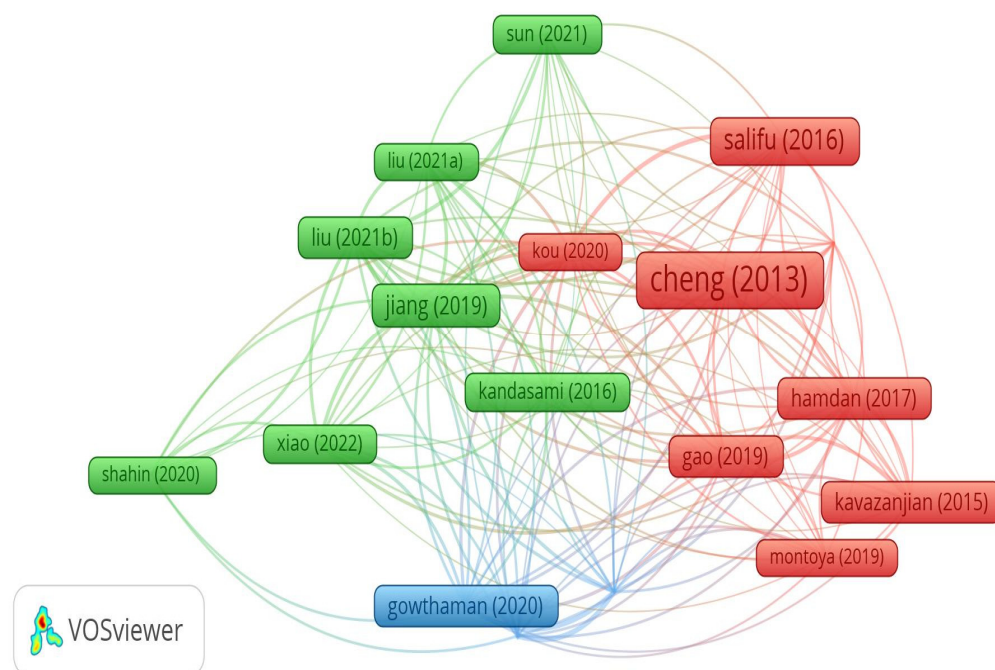 sun (2021)
salifu (2016)
liu (2021a)
liu (2021b)
kou (2020)
cheng (2013)
jiang (2019)
kandasami (2016)
hamdan (2017)
xiao (2022)
gao (2019)
shahin (2020)
kavazanjian (2015)
montoya (2019)
gowthaman (2020)
VOSviewer